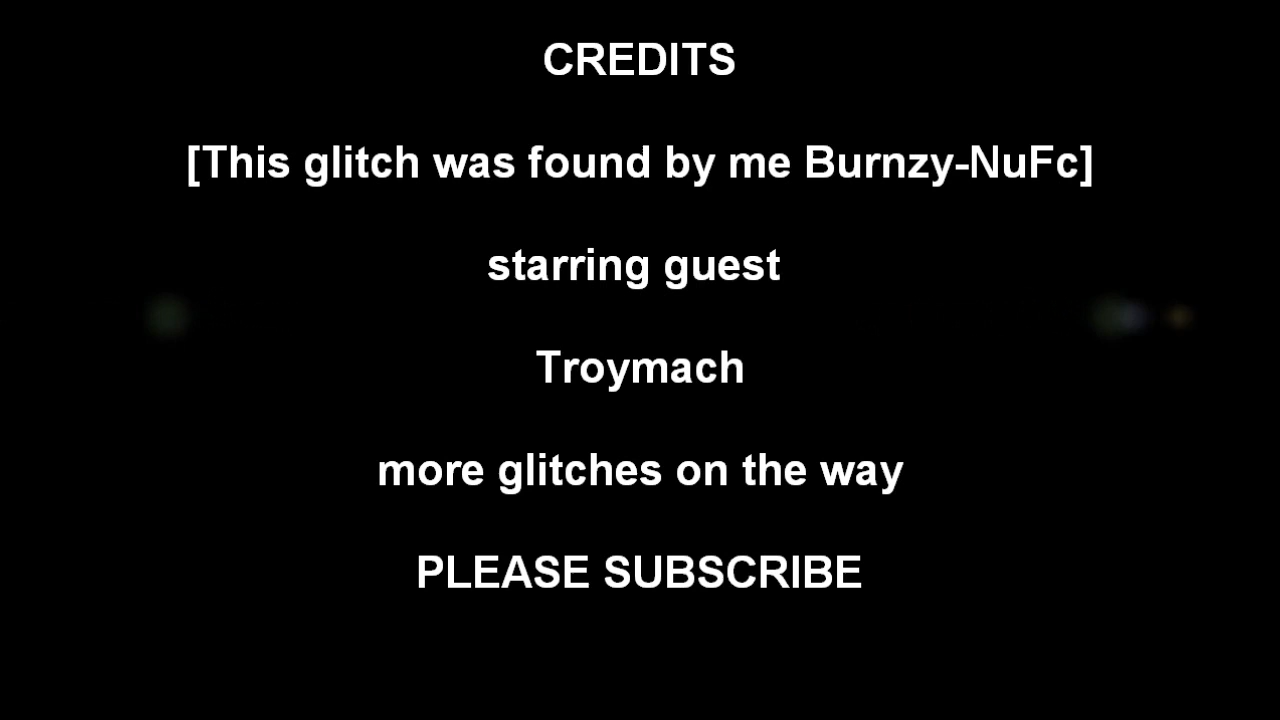 CREDITS
[This glitch was found by me Burnzy-NuFc]
starring guest
Troymach
more glitches on the way
PLEASE SUBSCRIBE